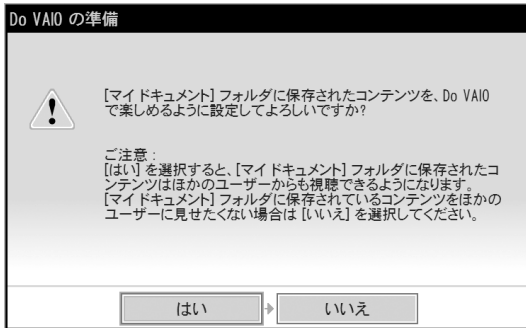 Do VAIO の準備
[マイドキュメント] フォルダに保存されたコンテンツを、Do VAIO
で楽しめるように設定してよろしいですか?
ご注意 :
[はい] を選択すると、[マイドキュメント] フォルダに保存されたコ
ンテンツはほかのユーザーからも視聴できるようになります。
[マイドキュメント] フォルダに保存されているコンテンツをほかの
ユーザーに見せたくない場合は [いいえ] を選択してください。
はい いいえ